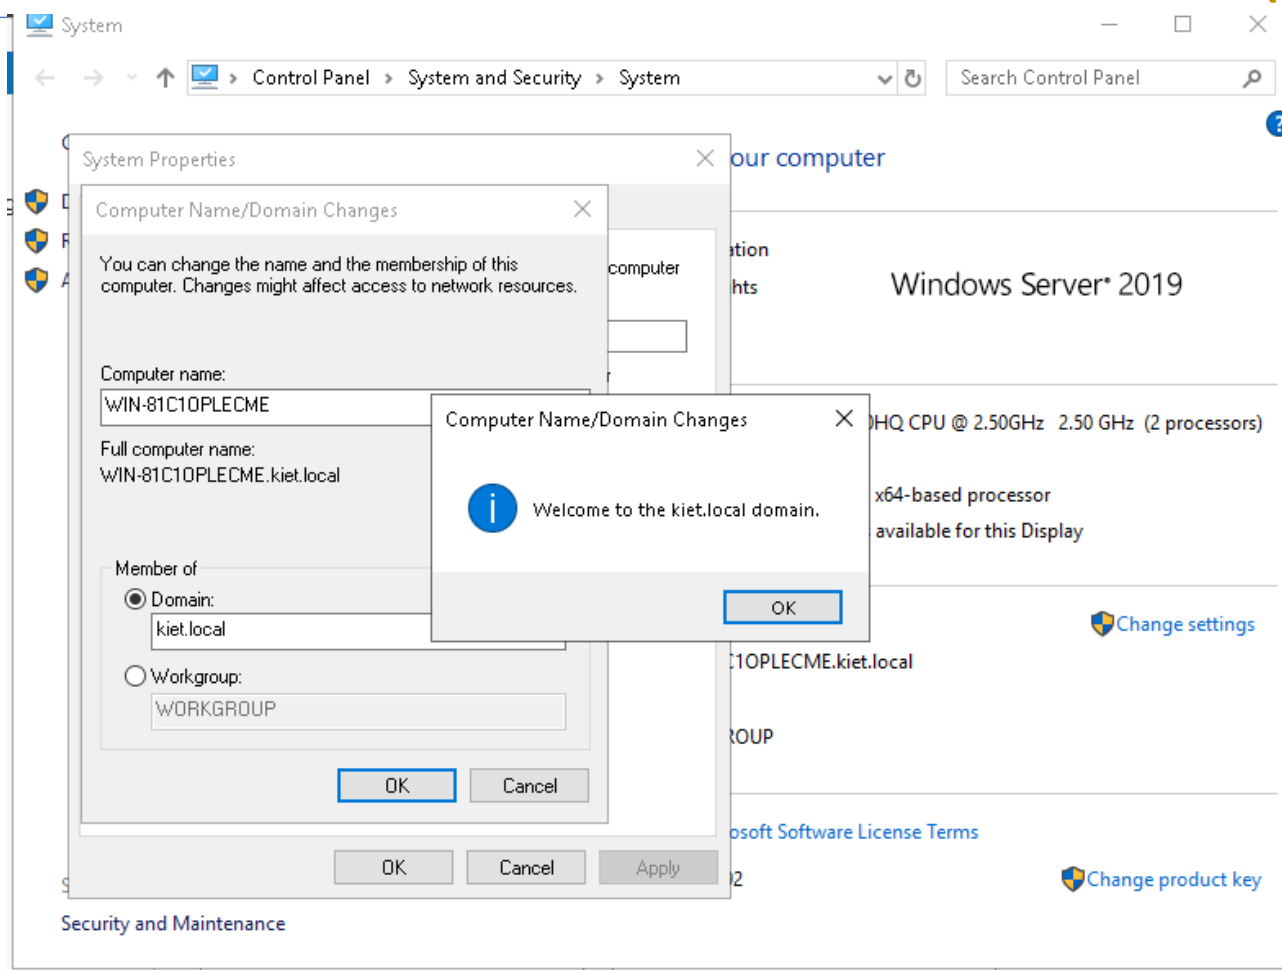 System
Control Panel > System and Security > System
Search Control Panel
System Properties
our computer
Computer Name/Domain Changes
You can change the name and the membership of this
computer. Changes might affect access to network resources.
computer
Windows Server 2019
Computer name:
WIN-81C1OPLECME
Full computer name:
WIN-81C1OPLECME.kiet.local
Member of
Domain:
kiet.local
Workgroup:
WORKGROUP
OK
Cancel
Computer Name/Domain Changes
Welcome to the kiet.local domain.
OK
HQ CPU @ 2.50GHz 2.50 GHz (2 processors)
x64-based processor
available for this Display
Change settings
C1OPLECME.kiet.local
ROUP
osoft Software License Terms
OK
Cancel
Apply
Change product key
Security and Maintenance